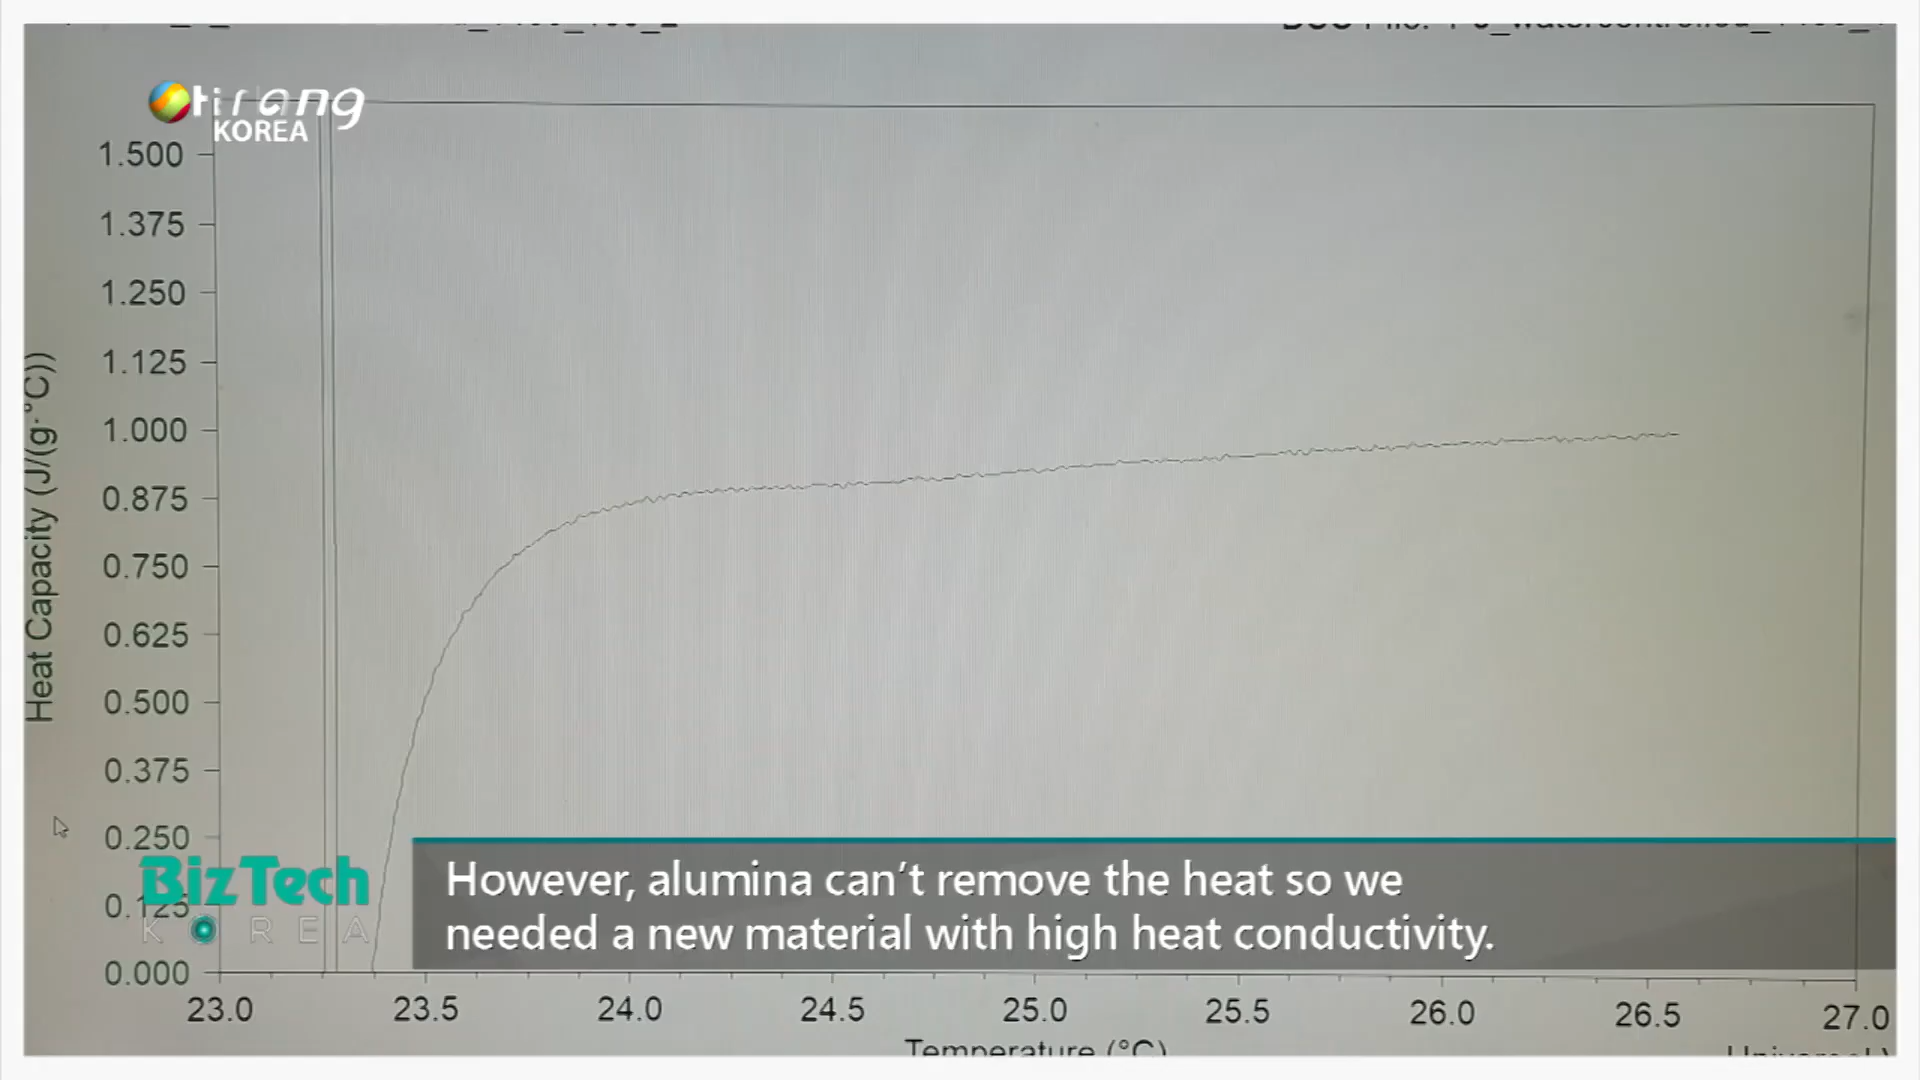 arirang
KOREA
1.500
1.375
1.250
1.125
1.000
0.875
0.750
0.625
0.500
0.375
0.250
0.125
0.000
Heat Capacity (J/(g·°C))
23.0 23.5 24.0 24.5 25.0 25.5 26.0 26.5 27.0
Temperature (°C)
BizTech
KOREA
However, alumina can't remove the heat so we
needed a new material with high heat conductivity.